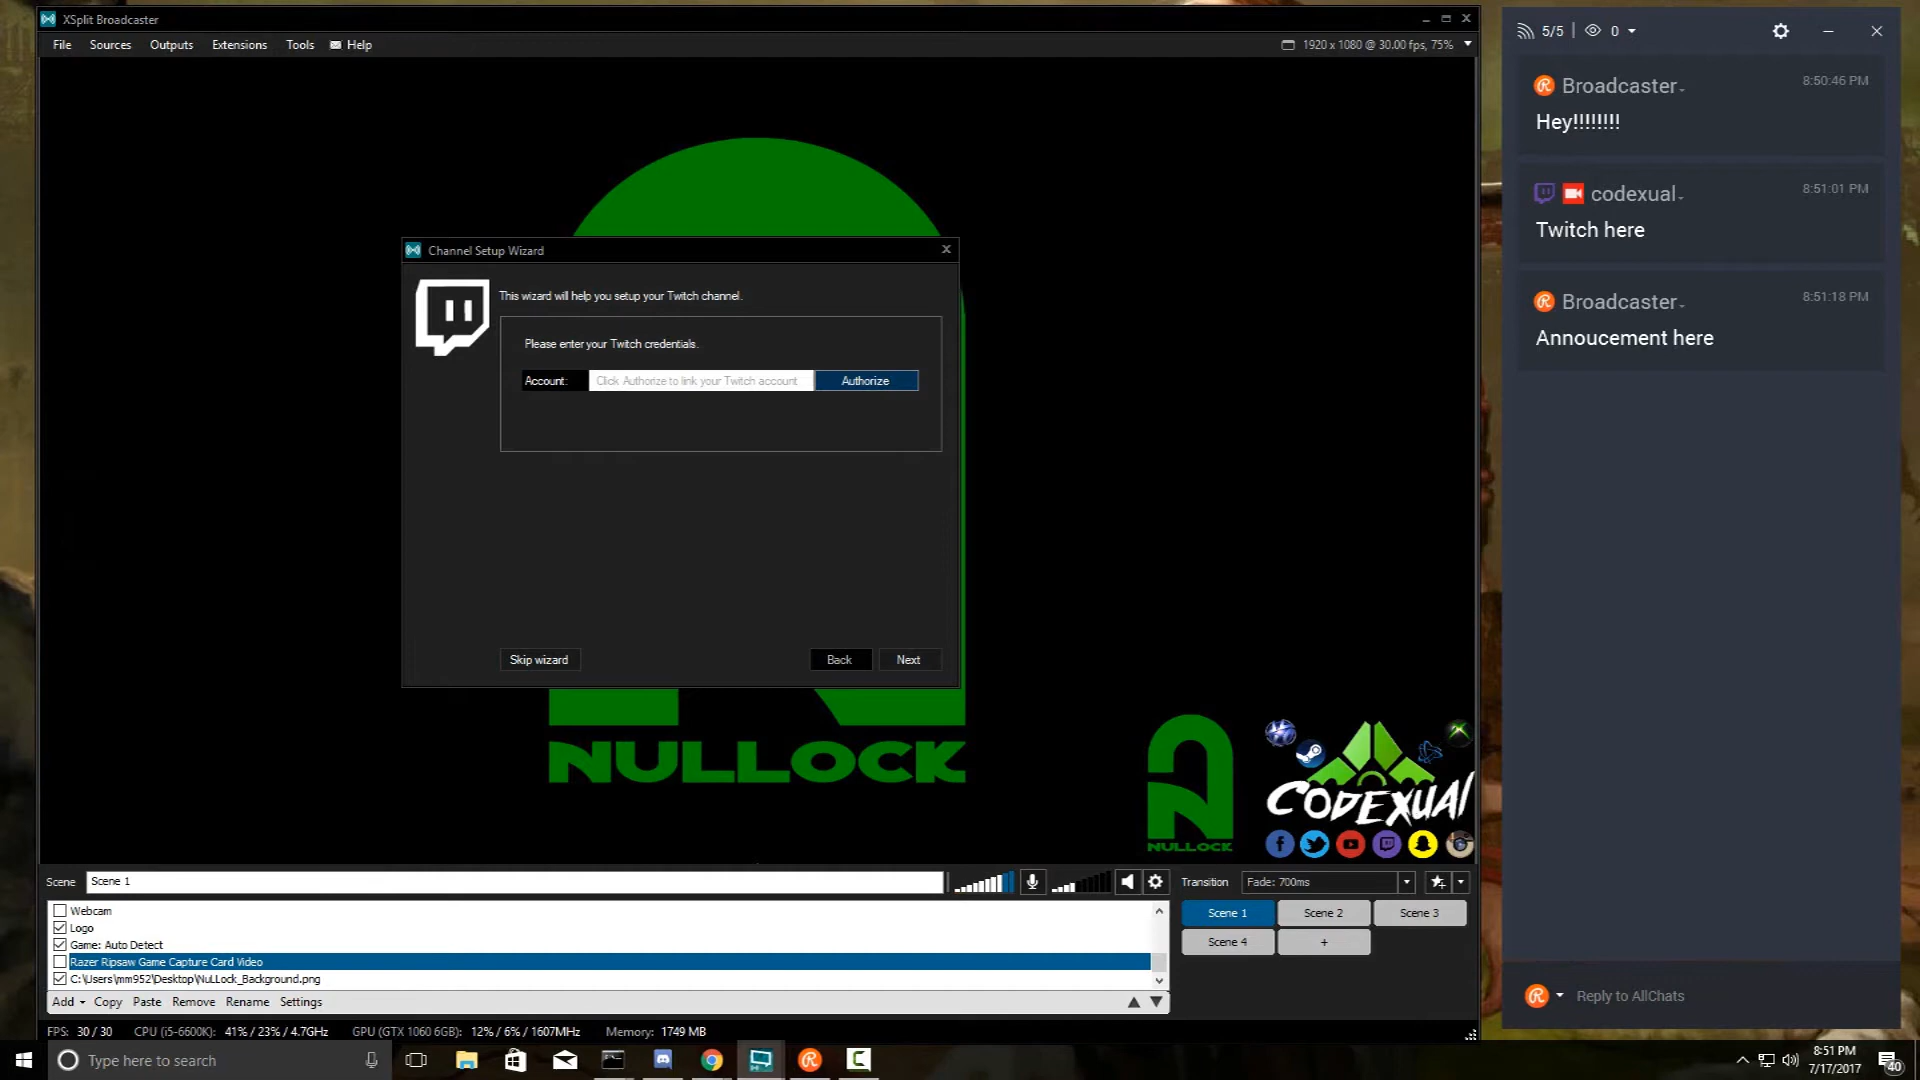 XSplit Broadcaster
File Sources Outputs Extensions Tools Help
1920 x 1080 @ 30.00 fps, 75%
Channel Setup Wizard
This wizard will help you setup your Twitch channel.
Please enter your Twitch credentials.
Account: Click Authorize to link your Twitch account Authorize
Skip wizard Back Next
NULLOCK
NULLOCK
CODEXUAL
Scene Scene 1
Transition Fade: 700ms
Webcam
Logo
Game: Auto Detect
Razer Ripsaw Game Capture Card Video
C:\Users\mm952\Desktop\NuLLock_Background.png
Scene 1 Scene 2 Scene 3
Scene 4 +
Add Copy Paste Remove Rename Settings
FPS: 30 / 30 CPU (i5-6600K): 41% / 23% / 4.7GHz GPU (GTX 1060 6GB): 12% / 6% / 1607MHz Memory: 1749 MB
5/5 0
Broadcaster 8:50:46 PM
Hey!!!!!!!!
codexual 8:51:01 PM
Twitch here
Broadcaster 8:51:18 PM
Annoucement here
Reply to AllChats
Type here to search
8:51 PM
7/17/2017
40